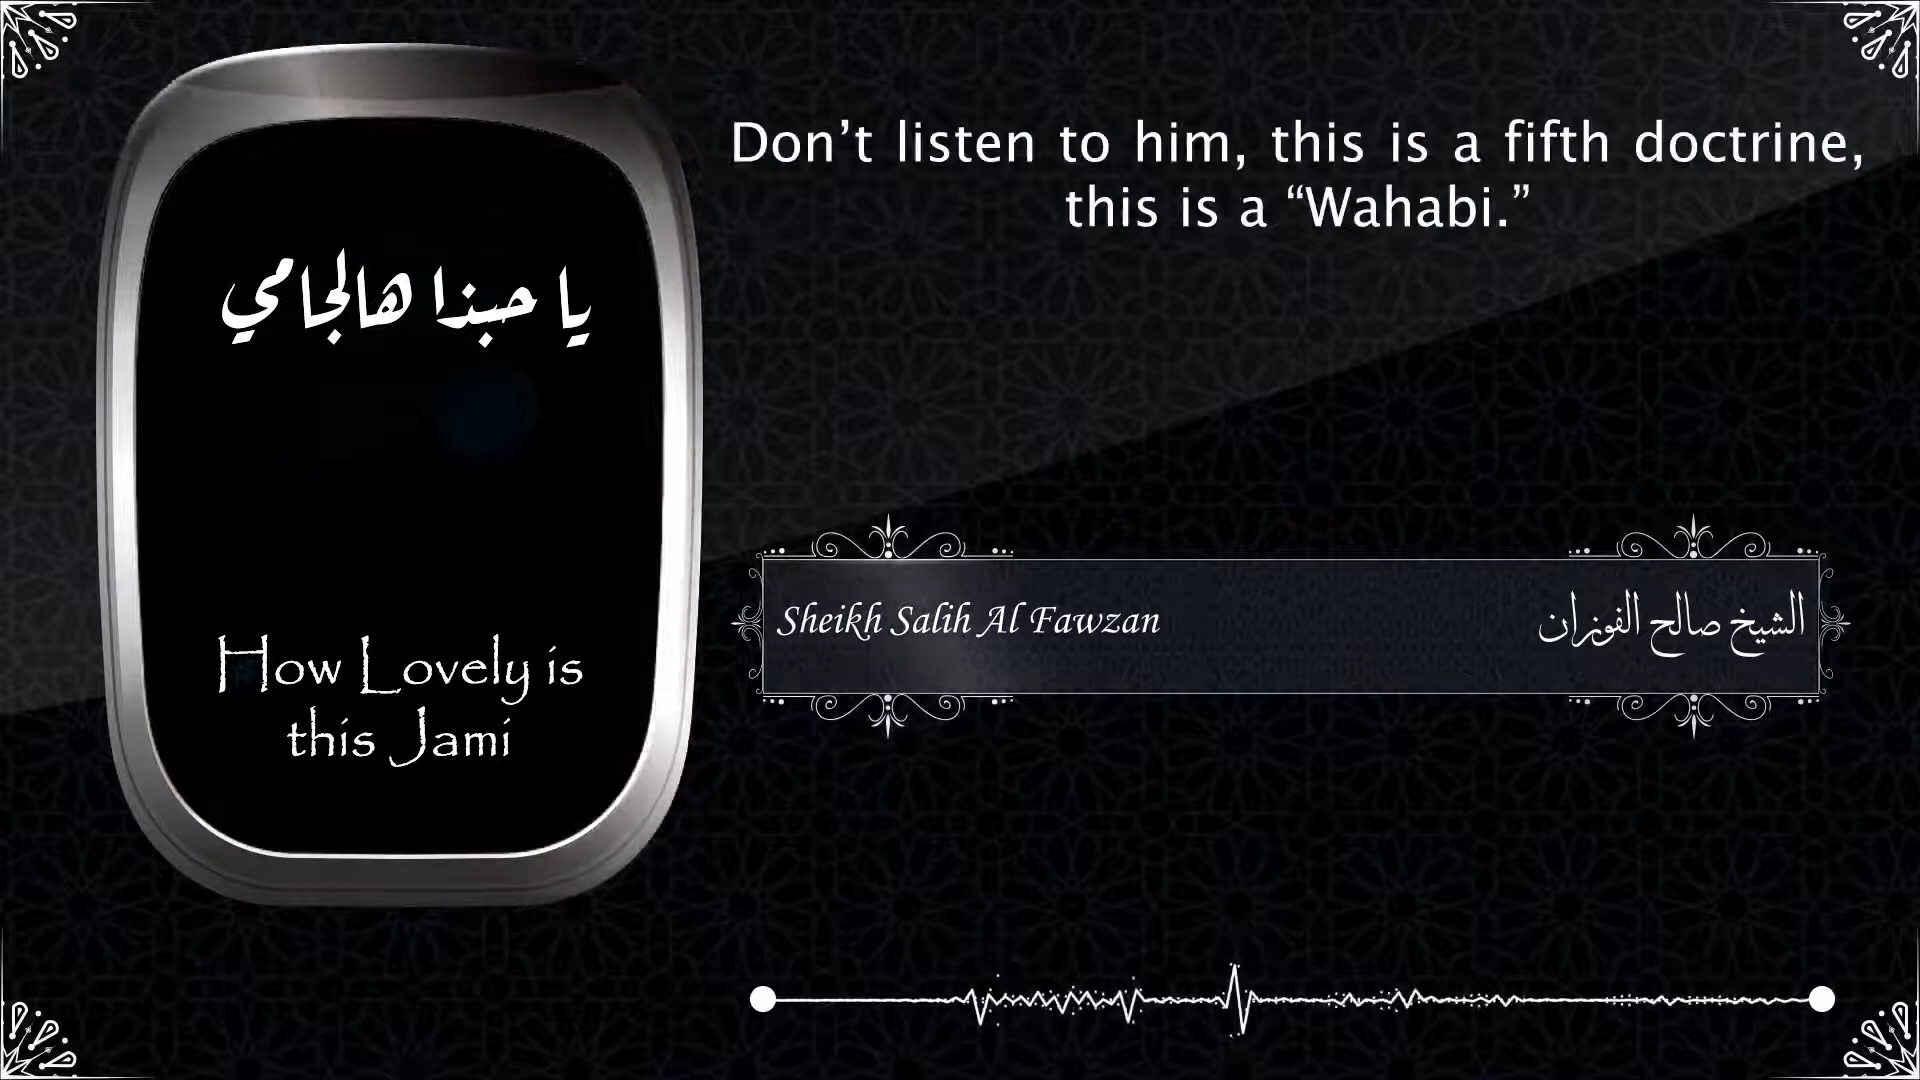 يا حبذا هالجامي
How Lovely is
this Jami
Don’t listen to him, this is a fifth doctrine,
this is a “Wahabi.”
Sheikh Salih Al Fawzan
الشيخ صالح الفوزان